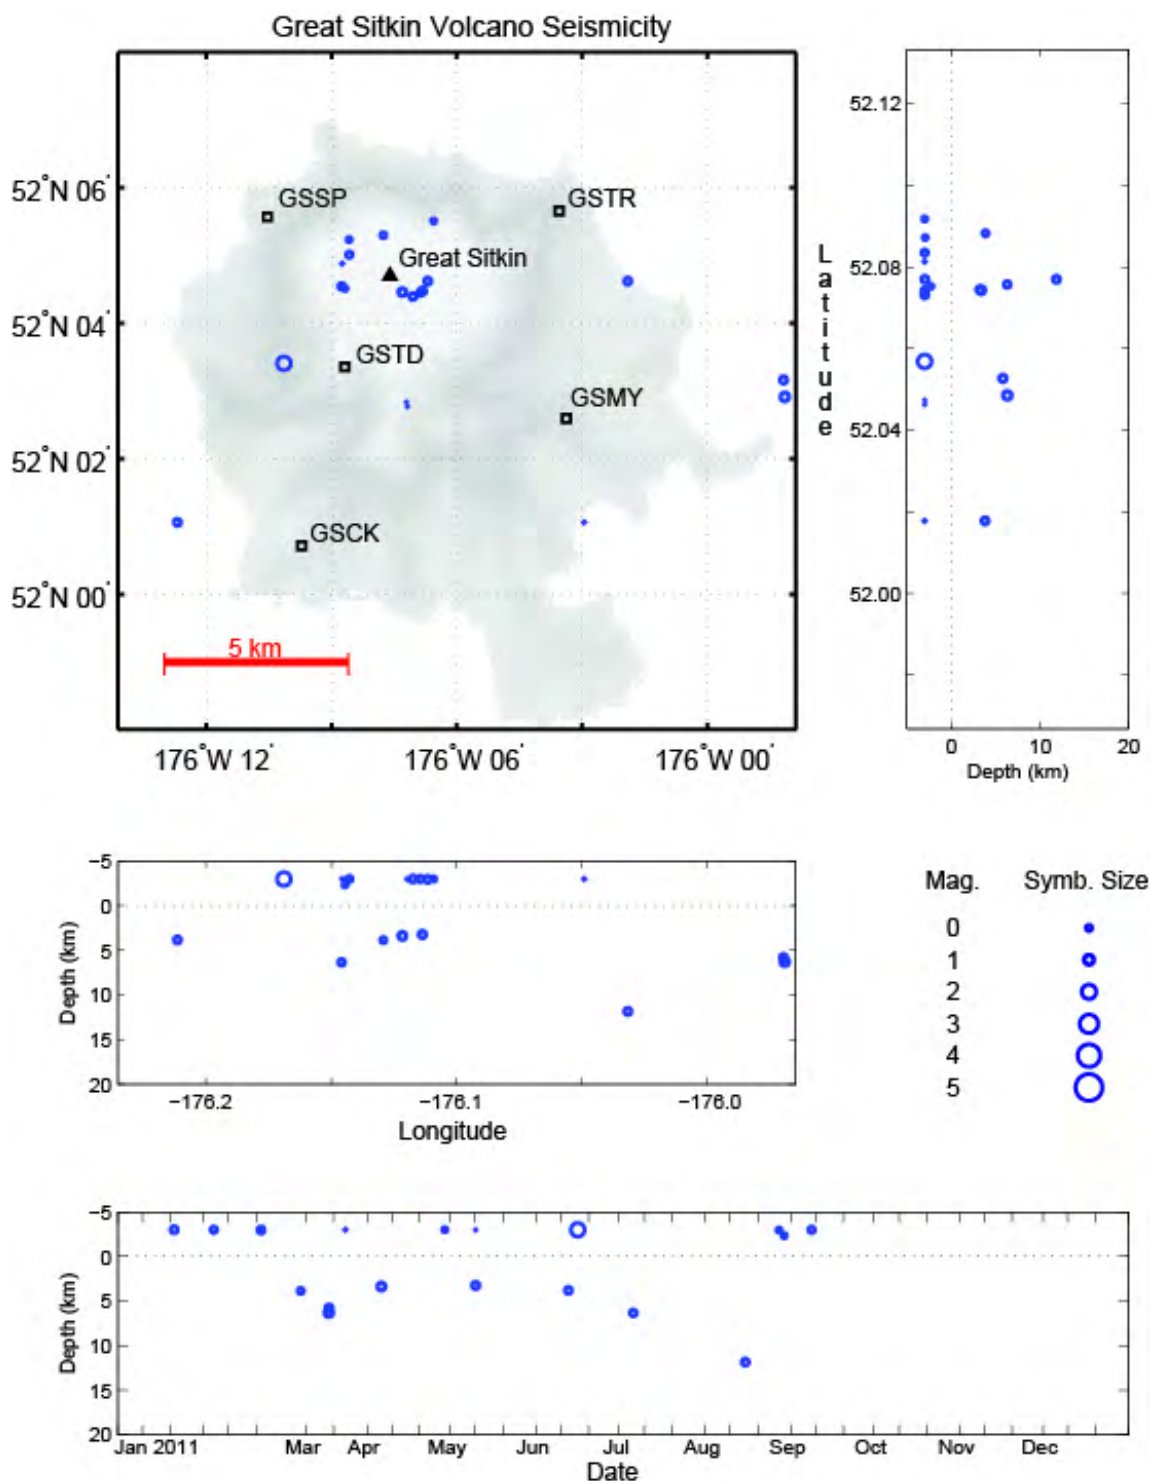 Great Sitkin Volcano Seismicity
52°N 06'
52°N 04'
52°N 02'
52°N 00'
GSSP
GSTR
Great Sitkin
GSTD
GSMY
GSCK
5 km
176°W 12'
176°W 06'
176°W 00'
Latitude
52.12
52.08
52.04
52.00
0
10
20
Depth (km)
−5
0
5
10
15
20
Depth (km)
−176.2
−176.1
−176.0
Longitude
Mag.
Symb. Size
0
1
2
3
4
5
−5
0
5
10
15
20
Depth (km)
Jan 2011
Mar
Apr
May
Jun
Jul
Aug
Sep
Oct
Nov
Dec
Date